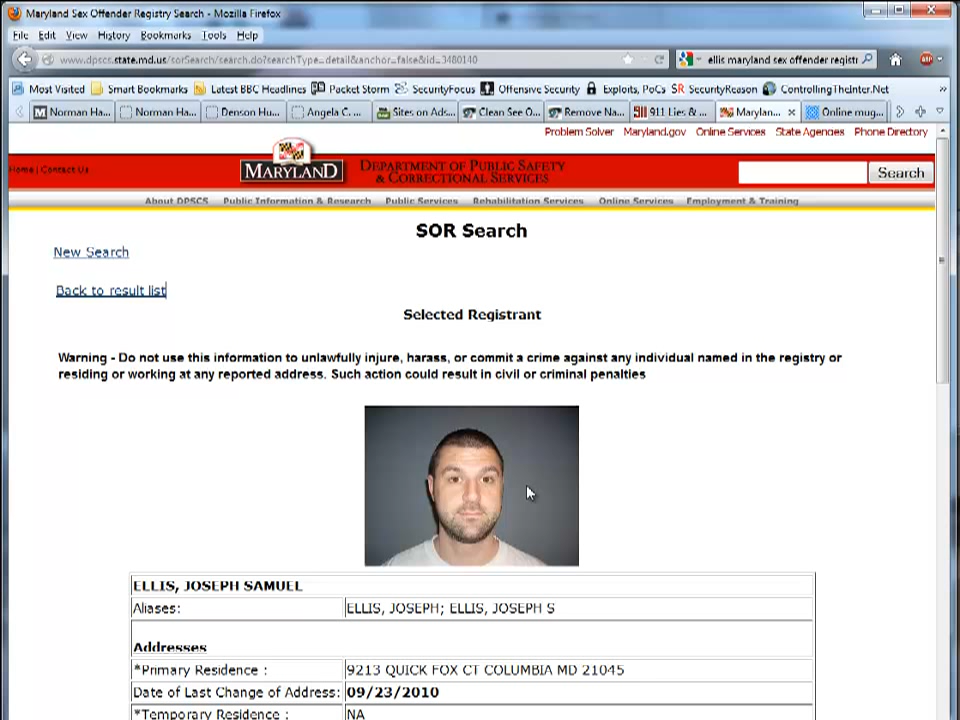 Maryland Sex Offender Registry Search - Mozilla Firefox
File Edit View History Bookmarks Tools Help
www.dpscs.state.md.us/sorSearch/search.do?searchType=detail&anchor=false&id=3480140
ellis maryland sex offender registr
Most Visited Smart Bookmarks Latest BBC Headlines Packet Storm SecurityFocus Offensive Security Exploits, PoCs SR SecurityReason ControllingTheInter.Net
Norman Ha... Norman Ha... Denson Hu... Angela C. ... Sites on Ads... Clean See O... Remove Na... 911 Lies & ... Marylan... Online mug...
Problem Solver Maryland.gov Online Services State Agencies Phone Directory
Home | Contact Us
MARYLAND DEPARTMENT OF PUBLIC SAFETY
& CORRECTIONAL SERVICES
Search
About DPSCS Public Information & Research Public Services Rehabilitation Services Online Services Employment & Training
SOR Search
New Search
Back to result list
Selected Registrant
Warning - Do not use this information to unlawfully injure, harass, or commit a crime against any individual named in the registry or
residing or working at any reported address. Such action could result in civil or criminal penalties
ELLIS, JOSEPH SAMUEL
Aliases: ELLIS, JOSEPH; ELLIS, JOSEPH S
Addresses
*Primary Residence : 9213 QUICK FOX CT COLUMBIA MD 21045
Date of Last Change of Address: 09/23/2010
*Temporary Residence : NA